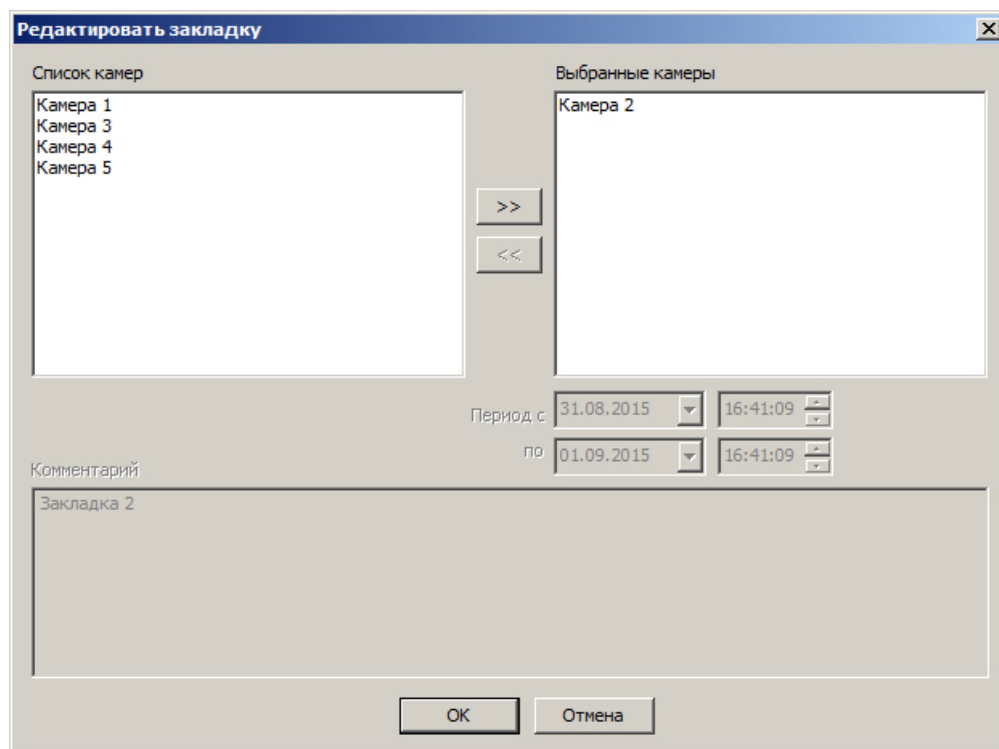 Редактировать закладку
Список камер
Выбранные камеры
Камера 1
Камера 3
Камера 4
Камера 5
Камера 2
>>
<<
Период с 31.08.2015 16:41:09
по 01.09.2015 16:41:09
Комментарий
Закладка 2
OK
Отмена